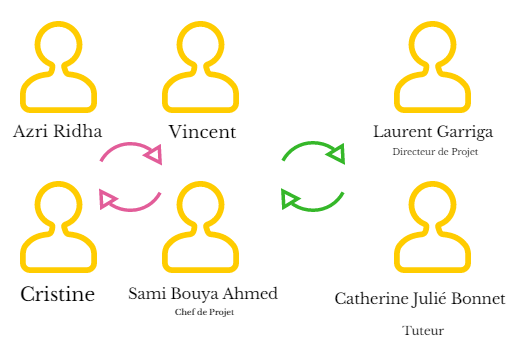 Azri Ridha
Vincent
Laurent Garriga
Directeur de Projet
Cristine
Sami Bouya Ahmed
Chef de Projet
Catherine Julié Bonnet
Tuteur